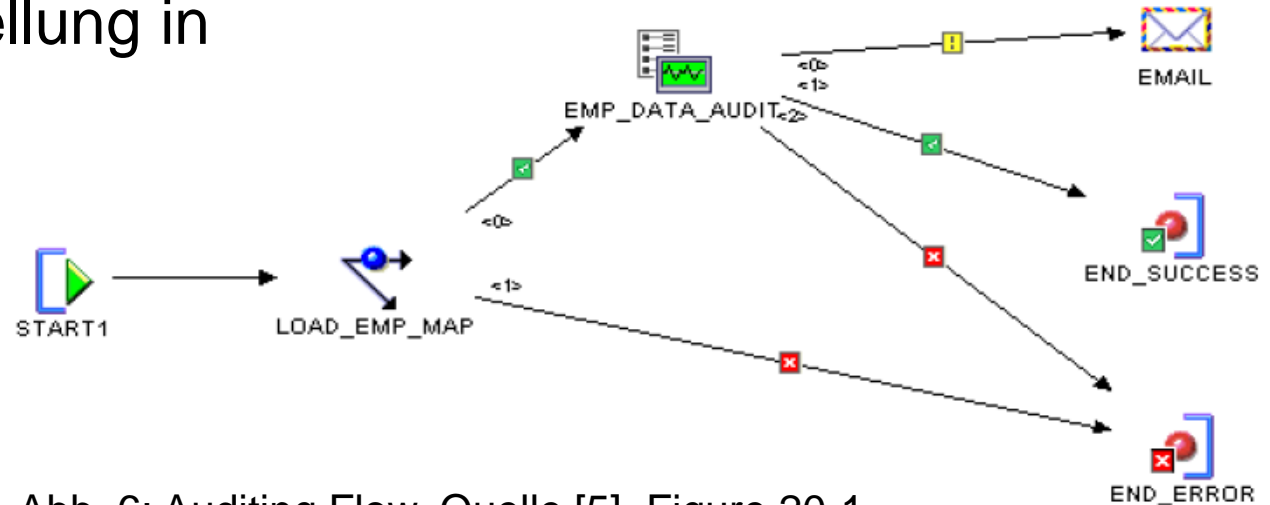 ellung in
EMAIL
<0>
<1>
EMP_DATA_AUDIT
<2>
<0>
END_SUCCESS
<1>
START1
LOAD_EMP_MAP
Abb. 6: Auditing Flow, Quelle [5], Figure 20-1
END_ERROR